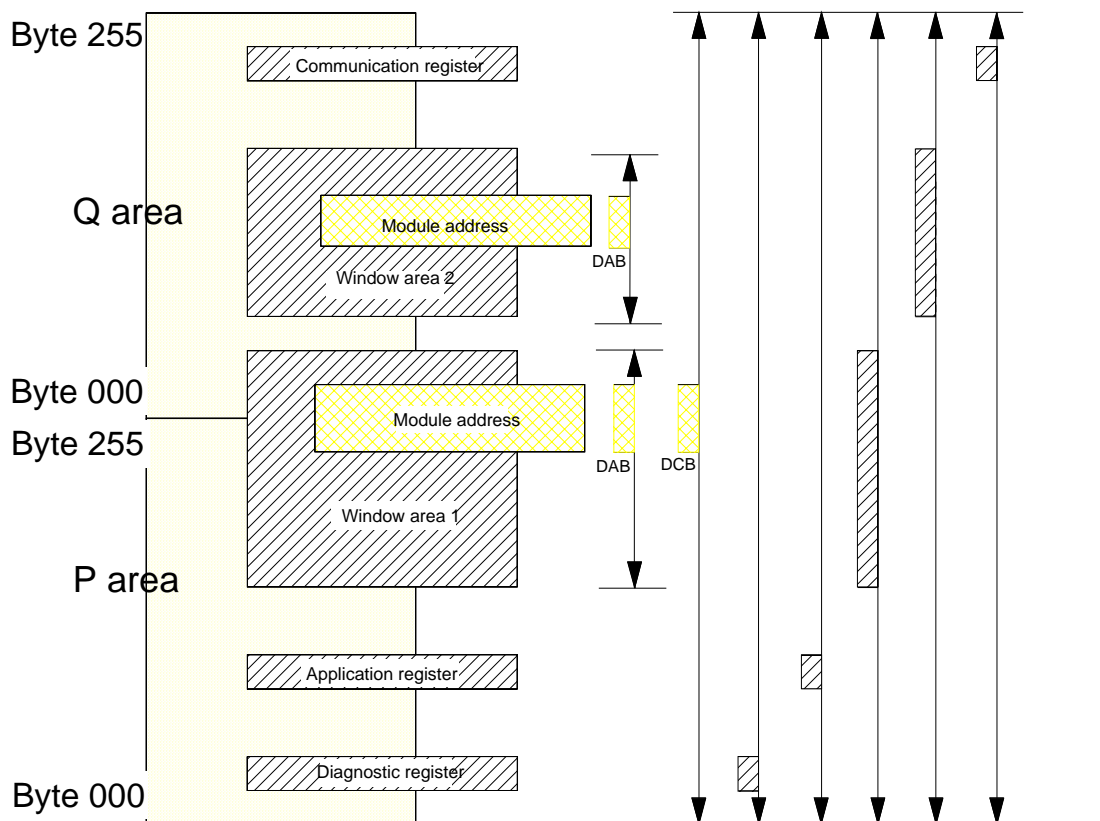 Byte 255
Communication register
Q area
Module address
DAB
Window area 2
Byte 000
Module address
Byte 255
DAB
DCB
Window area 1
P area
Application register
Diagnostic register
Byte 000